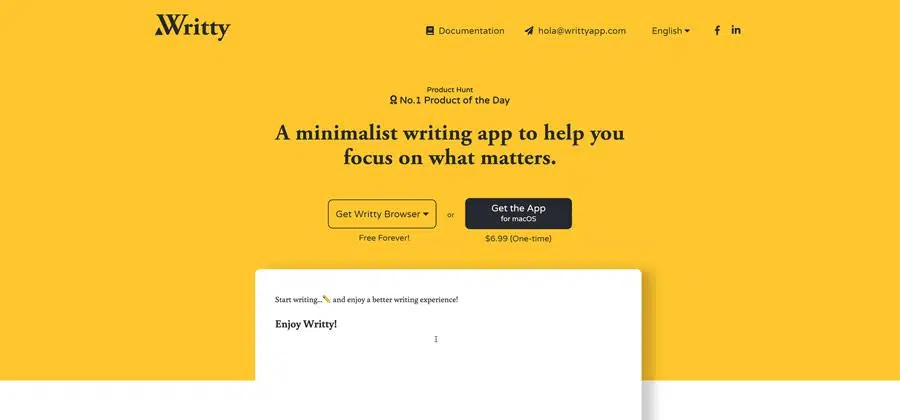 Writty
Documentation
hola@writtyapp.com
English
Product Hunt
No.1 Product of the Day
A minimalist writing app to help you
focus on what matters.
Get Writty Browser
or
Get the App
for macOS
Free Forever!
$6.99 (One-time)
Start writing...✏️ and enjoy a better writing experience!
Enjoy Writty!